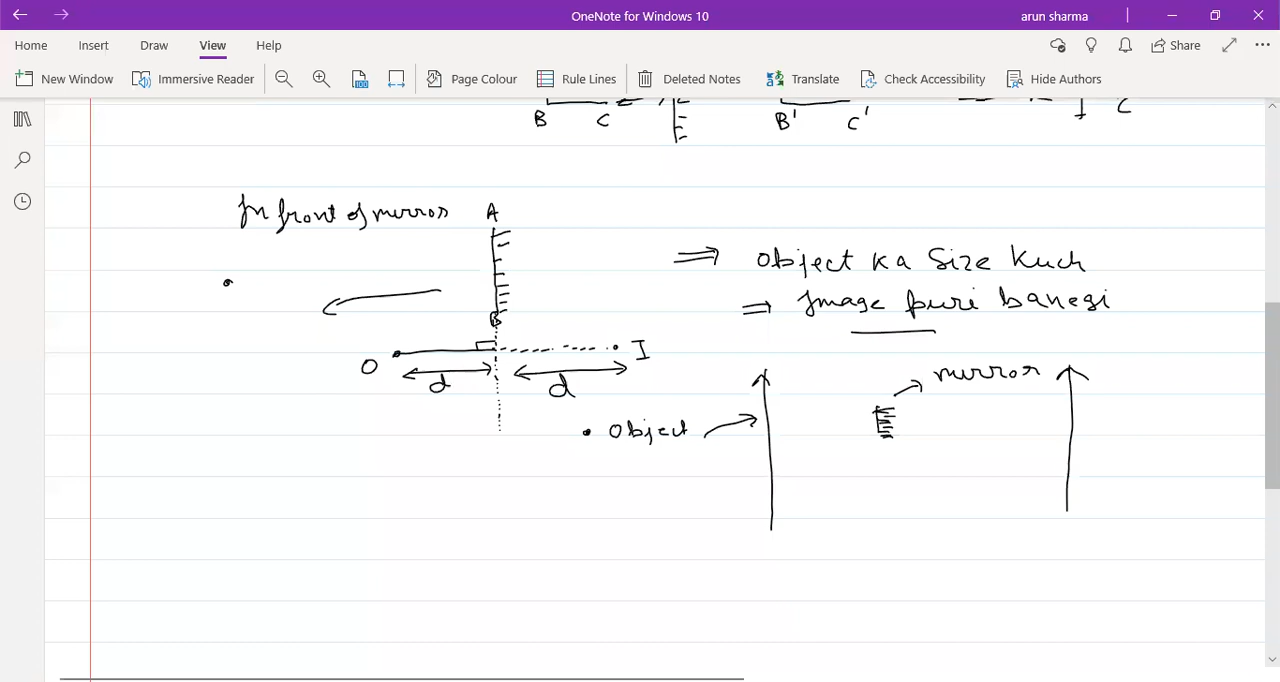 OneNote for Windows 10
arun sharma
Home Insert Draw View Help
Share
New Window Immersive Reader Page Colour Rule Lines Deleted Notes Translate Check Accessibility Hide Authors
B C B' C' I C
In front of mirror A
⇒ Object ka Size Kuch
⇒ Image puri banegi
B
O I
d d
mirror
• Object